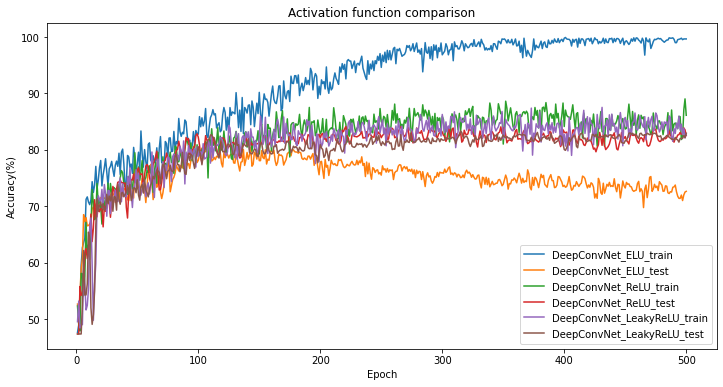 Activation function comparison
100
90
80
70
60
50
Accuracy(%)
0
100
200
300
400
500
Epoch
DeepConvNet_ELU_train
DeepConvNet_ELU_test
DeepConvNet_ReLU_train
DeepConvNet_ReLU_test
DeepConvNet_LeakyReLU_train
DeepConvNet_LeakyReLU_test